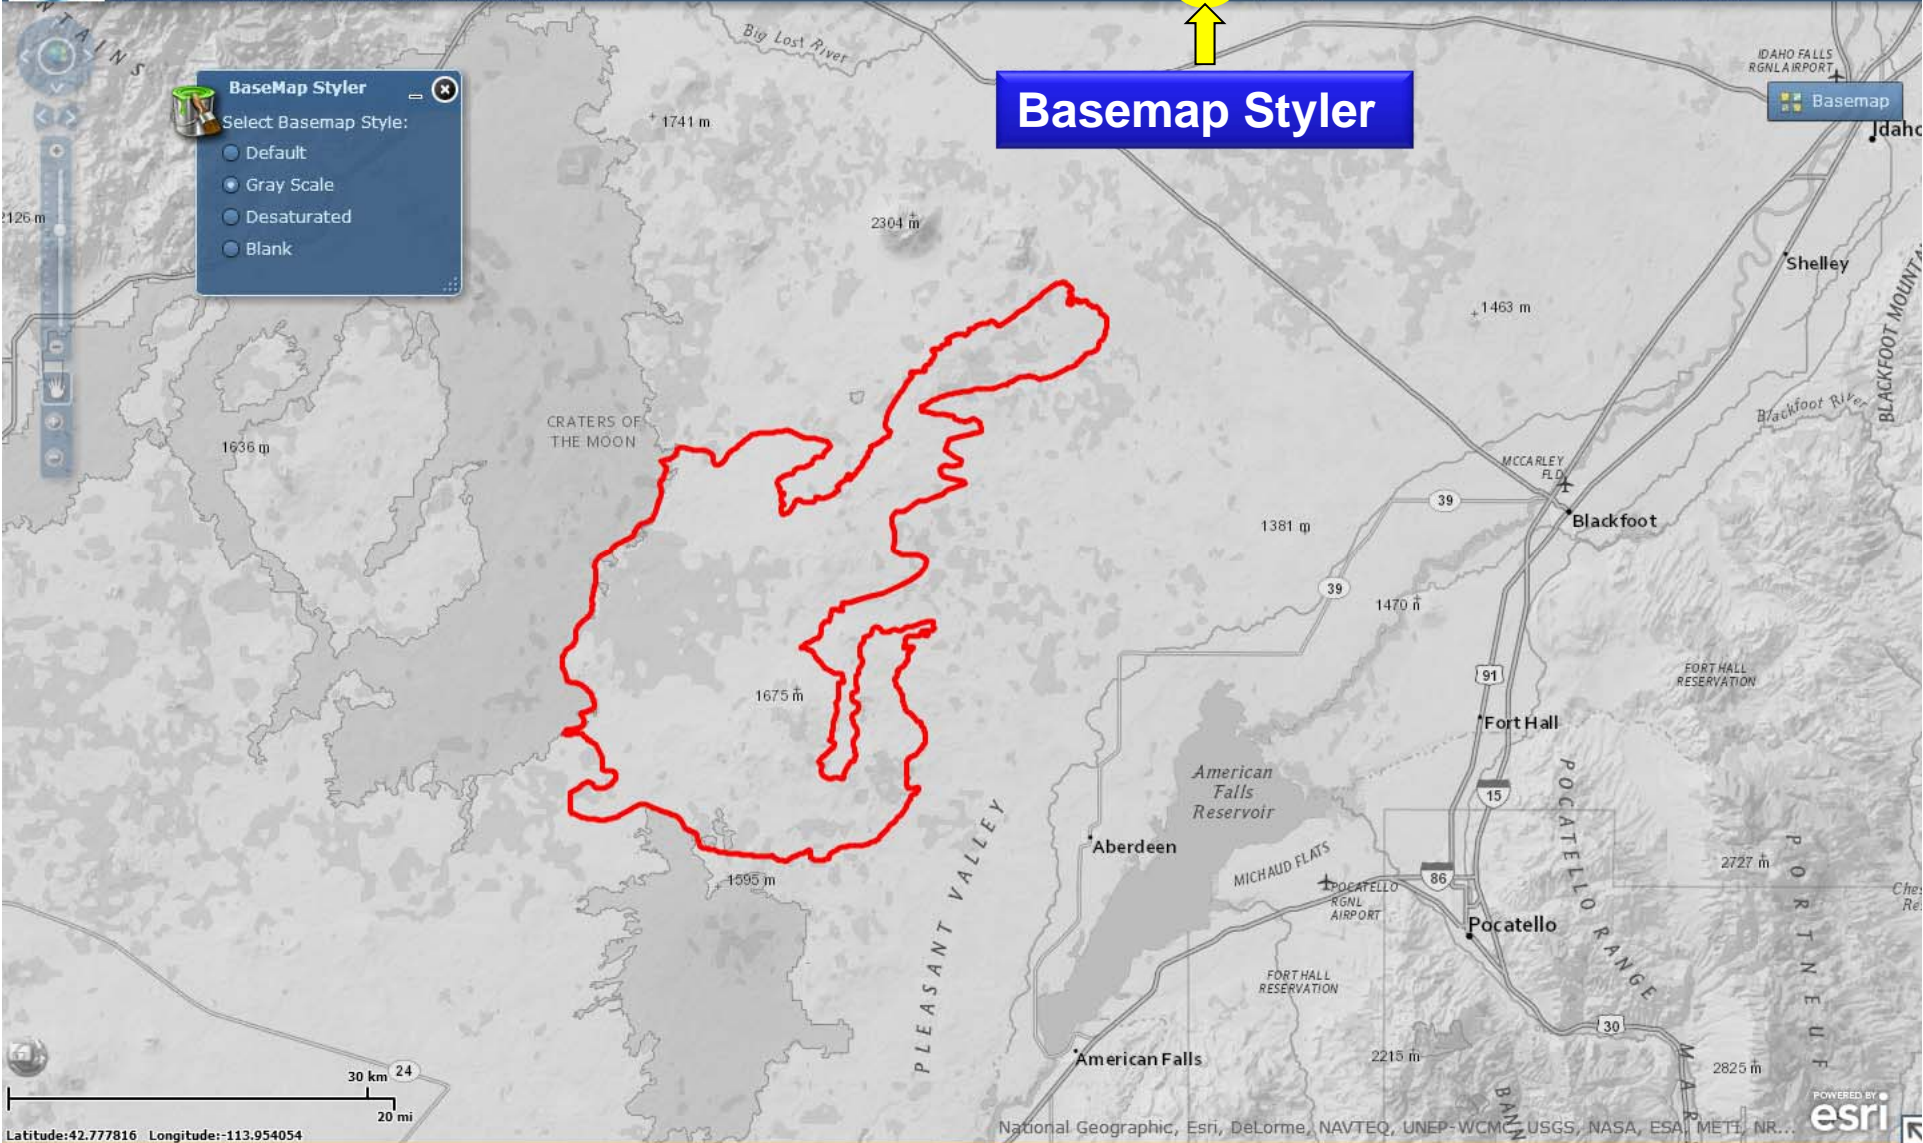 BaseMap Styler
Select Basemap Style:
Default
Gray Scale
Desaturated
Blank
Basemap Styler
Basemap
Big Lost River
IDAHO FALLS
RGNL AIRPORT
1741 m
2126 m
2304 m
Shelley
1463 m
BLACKFOOT
Blackfoot River
CRATERS OF
THE MOON
1636 m
MCCARLEY
FLD
39
Blackfoot
1381 m
39
1470
91
FORT HALL
RESERVATION
1675 m
Fort Hall
American
Falls
Reservoir
15
POCATELLO RANGE
PORTNEUF
Aberdeen
MICHAUD FLATS
86
2727 m
1595 m
POCATELLO
RGNL
AIRPORT
Pocatello
PLEASANT VALLEY
FORT HALL
RESERVATION
30
American Falls
2215 m
2825 m
24
30 km
20 mi
POWERED BY
esri
National Geographic, Esri, DeLorme, NAVTEQ, UNEP-WCMC, USGS, NASA, ESA, METI, NR...
Latitude:42.777816 Longitude:-113.954054